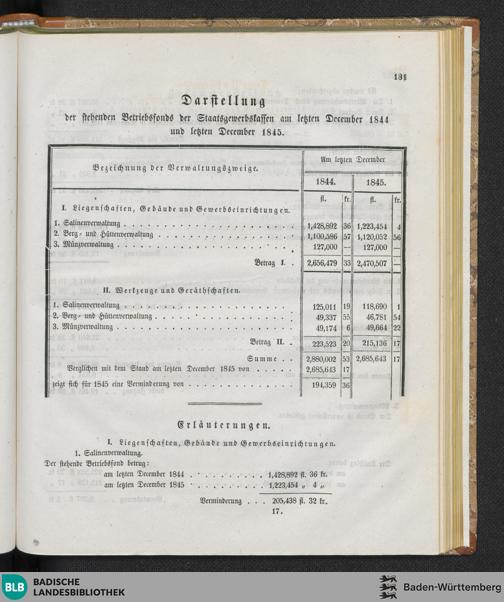 131
Darstellung
der stehenden Betriebsfonds der Staatsgewerbskassen am letzten December 1844
und letzten December 1845.
Bezeichnung der Verwaltungszweige. Am letzten December
1844. 1845.
fl. kr. fl. kr.
I. Liegenschaften, Gebäude und Gewerbseinrichtungen.
1. Salinenverwaltung 1,428,892 36 1,223,454 4
2. Berg- und Hüttenverwaltung 1,100,586 57 1,120,052 56
3. Münzverwaltung 127,000 — 127,000 —
Betrag I. 2,656,479 33 2,470,507 —
II. Werkzeuge und Geräthschaften.
1. Salinenverwaltung 125,011 19 118,690 1
2. Berg- und Hüttenverwaltung 49,337 55 46,781 54
3. Münzverwaltung 49,174 6 49,664 22
Betrag II. 223,523 20 215,136 17
Summe 2,880,002 53 2,685,643 17
Verglichen mit dem Stand am letzten December 1845 von 2,685,643 17
zeigt sich für 1845 eine Verminderung von 194,359 36
Erläuterungen.
I. Liegenschaften, Gebäude und Gewerbseinrichtungen.
1. Salinenverwaltung.
Der stehende Betriebsfond betrug:
am letzten December 1844 1,428,892 fl. 36 kr.
am letzten December 1845 1,223,454 „ 4 „
Verminderung 205,438 fl. 32 kr.
17.
BLB BADISCHE
LANDESBIBLIOTHEK
Baden-Württemberg